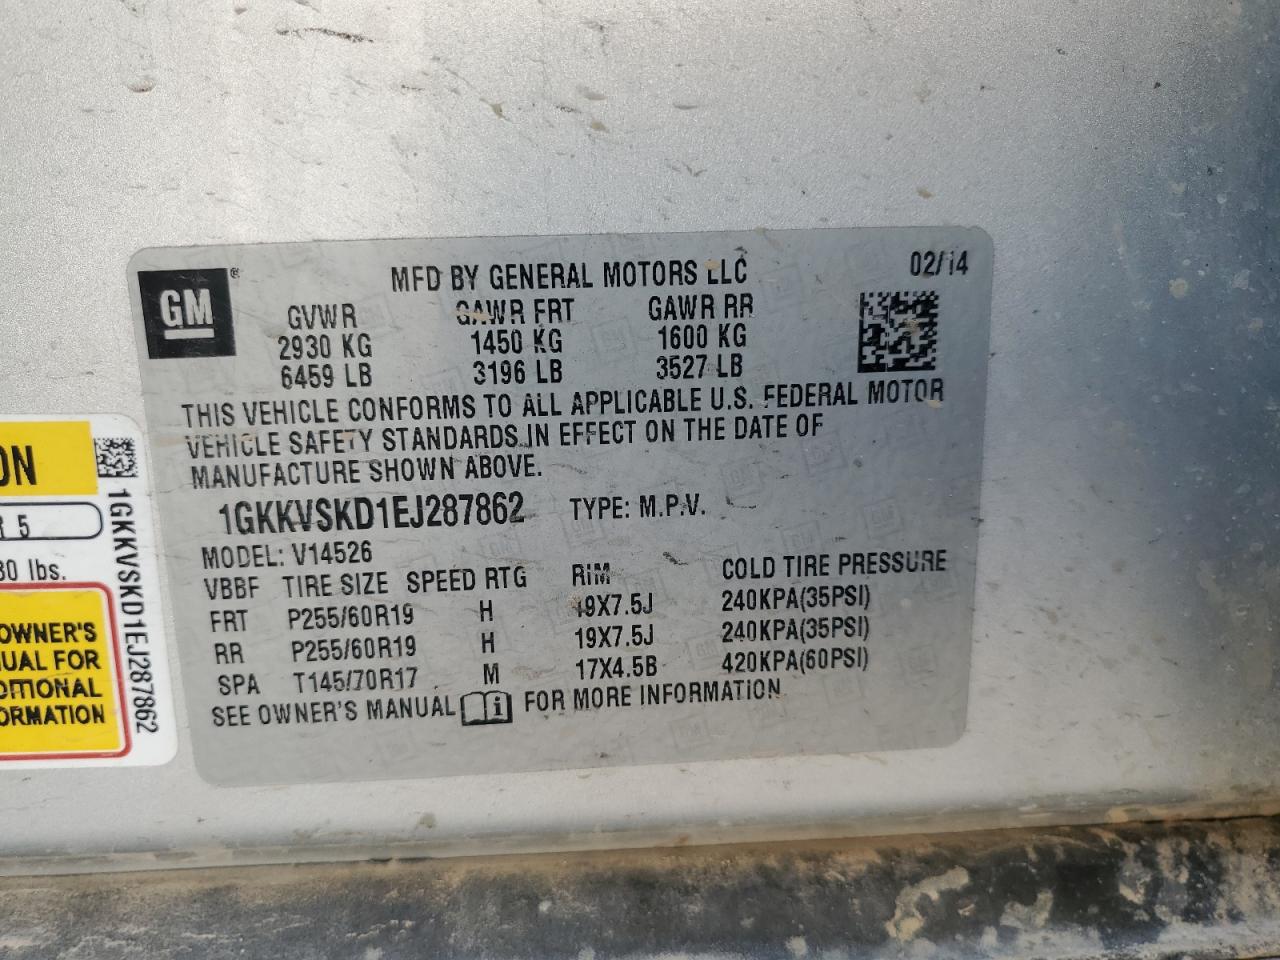 GM ®
MFD BY GENERAL MOTORS LLC
02/14
GVWR GAWR FRT GAWR RR
2930 KG 1450 KG 1600 KG
6459 LB 3196 LB 3527 LB
THIS VEHICLE CONFORMS TO ALL APPLICABLE U.S. FEDERAL MOTOR
VEHICLE SAFETY STANDARDS IN EFFECT ON THE DATE OF
MANUFACTURE SHOWN ABOVE.
1GKKVSKD1EJ287862 TYPE: M.P.V.
MODEL: V14526
VBBF TIRE SIZE SPEED RTG RIM COLD TIRE PRESSURE
FRT P255/60R19 H 19X7.5J 240KPA(35PSI)
RR P255/60R19 H 19X7.5J 240KPA(35PSI)
SPA T145/70R17 M 17X4.5B 420KPA(60PSI)
SEE OWNER'S MANUAL i FOR MORE INFORMATION
ON
R 5
30 lbs.
OWNER'S
UAL FOR
DITIONAL
ORMATION
1GKKVSKD1EJ287862